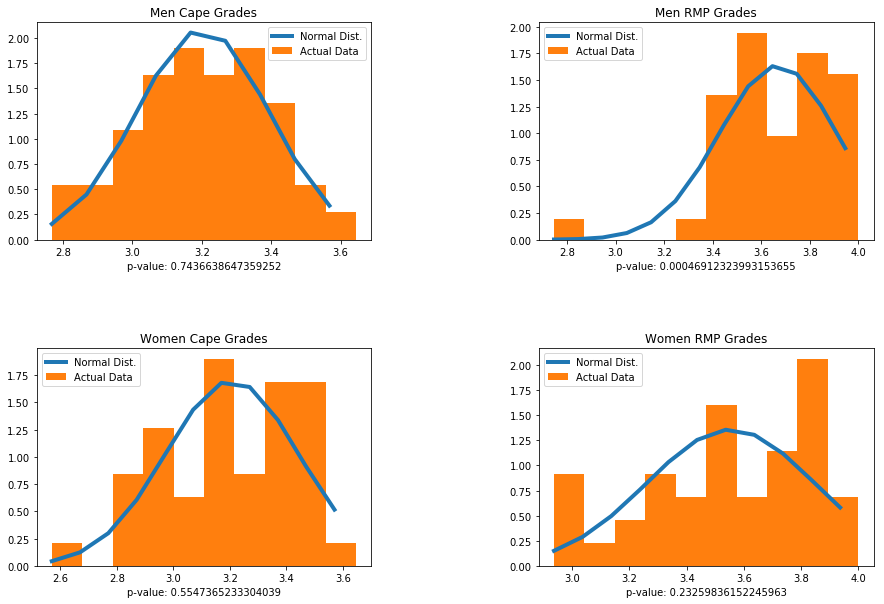 Men Cape Grades
2.00
1.75
1.50
1.25
1.00
0.75
0.50
0.25
0.00
Normal Dist.
Actual Data
2.8 3.0 3.2 3.4 3.6
p-value: 0.7436638647359252
Men RMP Grades
2.00
1.75
1.50
1.25
1.00
0.75
0.50
0.25
0.00
Normal Dist.
Actual Data
2.8 3.0 3.2 3.4 3.6 3.8 4.0
p-value: 0.00046912323993153655
Women Cape Grades
1.75
1.50
1.25
1.00
0.75
0.50
0.25
0.00
Normal Dist.
Actual Data
2.6 2.8 3.0 3.2 3.4 3.6
p-value: 0.5547365233304039
Women RMP Grades
2.00
1.75
1.50
1.25
1.00
0.75
0.50
0.25
0.00
Normal Dist.
Actual Data
3.0 3.2 3.4 3.6 3.8 4.0
p-value: 0.23259836152245963